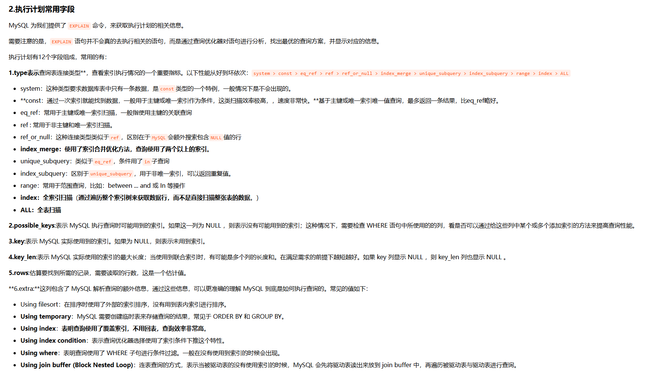 2.执行计划常用字段
MySQL 为我们提供了 EXPLAIN 命令，来获取执行计划的相关信息。
需要注意的是，EXPLAIN 语句并不会真的去执行相关的语句，而是通过查询优化器对语句进行分析，找出最优的查询方案，并显示对应的信息。
执行计划有12个字段组成，常用的有：
1.type表示查询表连接类型**，查看索引执行情况的一个重要指标。以下性能从好到坏依次： system > const > eq_ref > ref > ref_or_null > index_merge > unique_subquery > index_subquery > range > index > ALL
• system：这种类型要求数据库表中只有一条数据，是const类型的一个特例，一般情况下是不会出现的。
• **const：通过一次索引就能找到数据，一般用于主键或唯一索引作为条件，这类扫描效率极高，，速度非常快。**基于主键或唯一索引唯一值查询，最多返回一条结果，比eq_ref略好。
• eq_ref：常用于主键或唯一索引扫描，一般指使用主键的关联查询
• ref : 常用于非主键和唯一索引扫描。
• ref_or_null：这种连接类型类似于ref，区别在于MySQL会额外搜索包含NULL值的行
• index_merge：使用了索引合并优化方法，查询使用了两个以上的索引。
• unique_subquery：类似于eq_ref，条件用了in子查询
• index_subquery：区别于unique_subquery，用于非唯一索引，可以返回重复值。
• range：常用于范围查询，比如：between ... and 或 In 等操作
• index：全索引扫描（通过遍历整个索引树来获取数据行，而不是直接扫描整张表的数据。）
• ALL：全表扫描
2.possible_keys:表示 MySQL 执行查询时可能用到的索引。如果这一列为 NULL ，则表示没有可能用到的索引；这种情况下，需要检查 WHERE 语句中所使用的的列，看是否可以通过给这些列中某个或多个添加索引的方法来提高查询性能。
3.key:表示 MySQL 实际使用到的索引。如果为 NULL，则表示未用到索引。
4.key_len:表示 MySQL 实际使用的索引的最大长度；当使用到联合索引时，有可能是多个列的长度和。在满足需求的前提下越短越好。如果 key 列显示 NULL ，则 key_len 列也显示 NULL 。
5.rows:估算要找到所需的记录，需要读取的行数，这是一个估计值。
**6.extra:**这列包含了 MySQL 解析查询的额外信息，通过这些信息，可以更准确的理解 MySQL 到底是如何执行查询的。常见的值如下：
• Using filesort：在排序时使用了外部的索引排序，没有用到表内索引进行排序。
• Using temporary：MySQL 需要创建临时表来存储查询的结果，常见于 ORDER BY 和 GROUP BY。
• Using index：表明查询使用了覆盖索引，不用回表，查询效率非常高。
• Using index condition：表示查询优化器选择使用了索引条件下推这个特性。
• Using where：表明查询使用了 WHERE 子句进行条件过滤。一般在没有使用到索引的时候会出现。
• Using join buffer (Block Nested Loop)：连表查询的方式，表示当被驱动表的没有使用索引的时候，MySQL 会先将驱动表读出来放到 join buffer 中，再遍历被驱动表与驱动表进行查询。